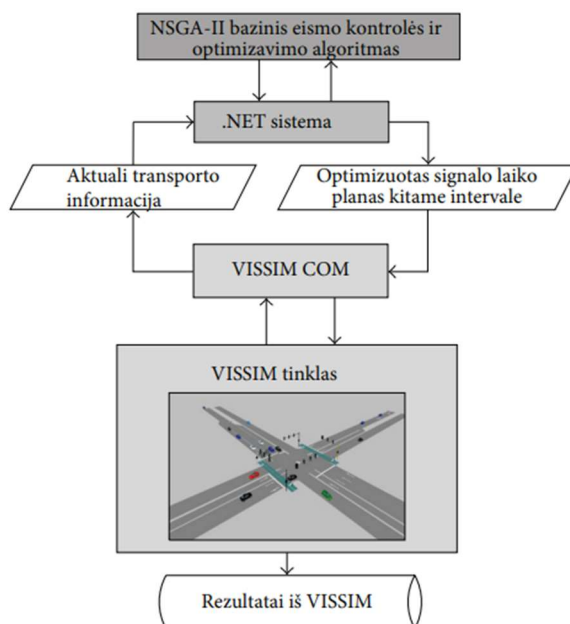 NSGA-II bazinis eismo kontrolės ir
optimizavimo algoritmas
.NET sistema
Aktuali transporto
informacija
Optimizuotas signalo laiko
planas kitame intervale
VISSIM COM
VISSIM tinklas
Rezultatai iš VISSIM